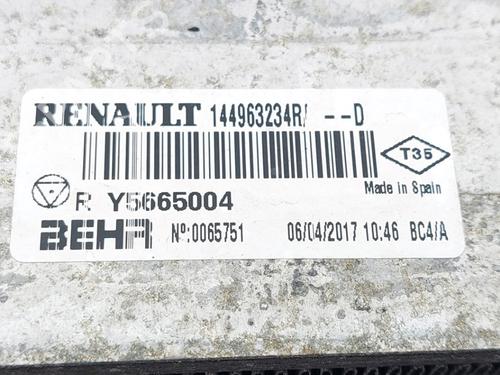 RENAULT 144963234R/ --D
T35
Made in Spain
R Y5665004
BEHR Nº:0065751 06/04/2017 10:46 BC4/A